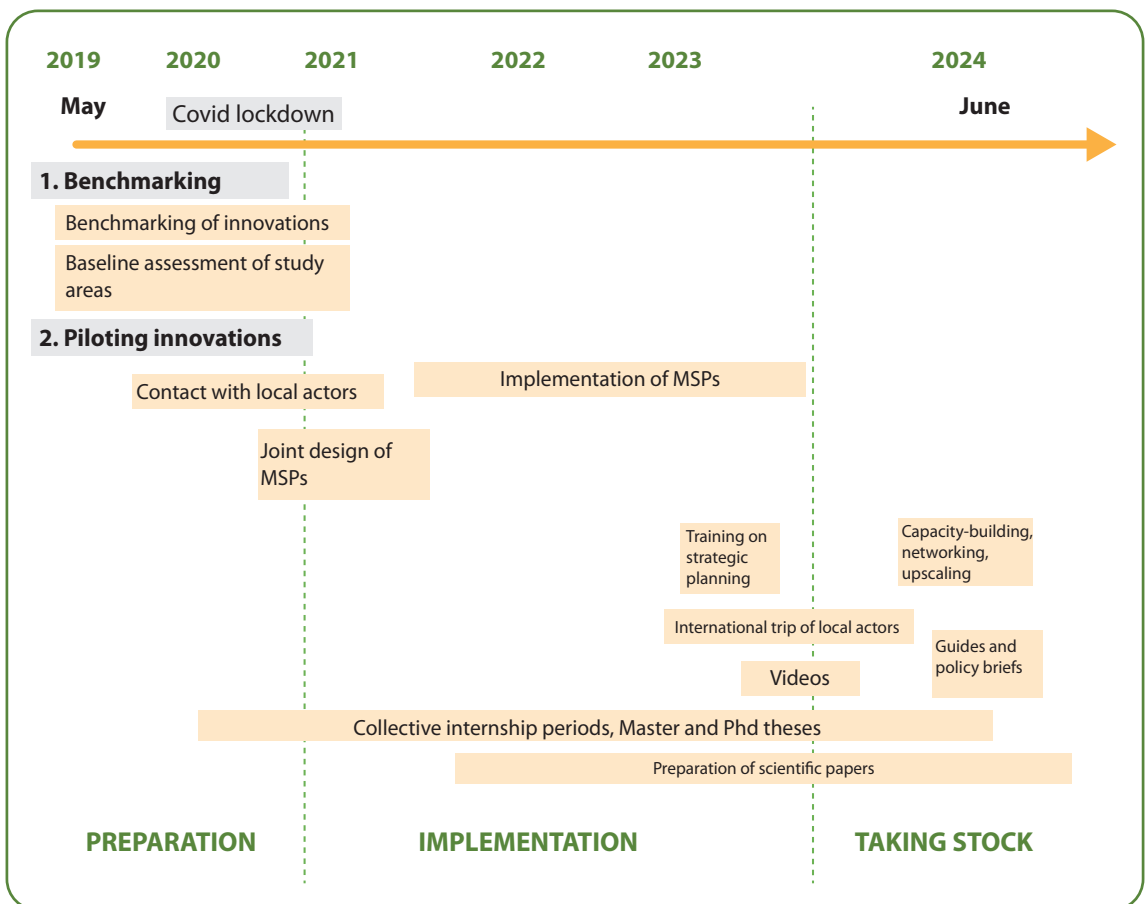 2019 2020 2021 2022 2023 2024
May Covid lockdown June
1. Benchmarking
Benchmarking of innovations
Baseline assessment of study
areas
2. Piloting innovations
Contact with local actors
Implementation of MSPs
Joint design of
MSPs
Training on
strategic
planning
Capacity-building,
networking,
upscaling
International trip of local actors
Guides and
policy briefs
Videos
Collective internship periods, Master and Phd theses
Preparation of scientific papers
PREPARATION IMPLEMENTATION TAKING STOCK